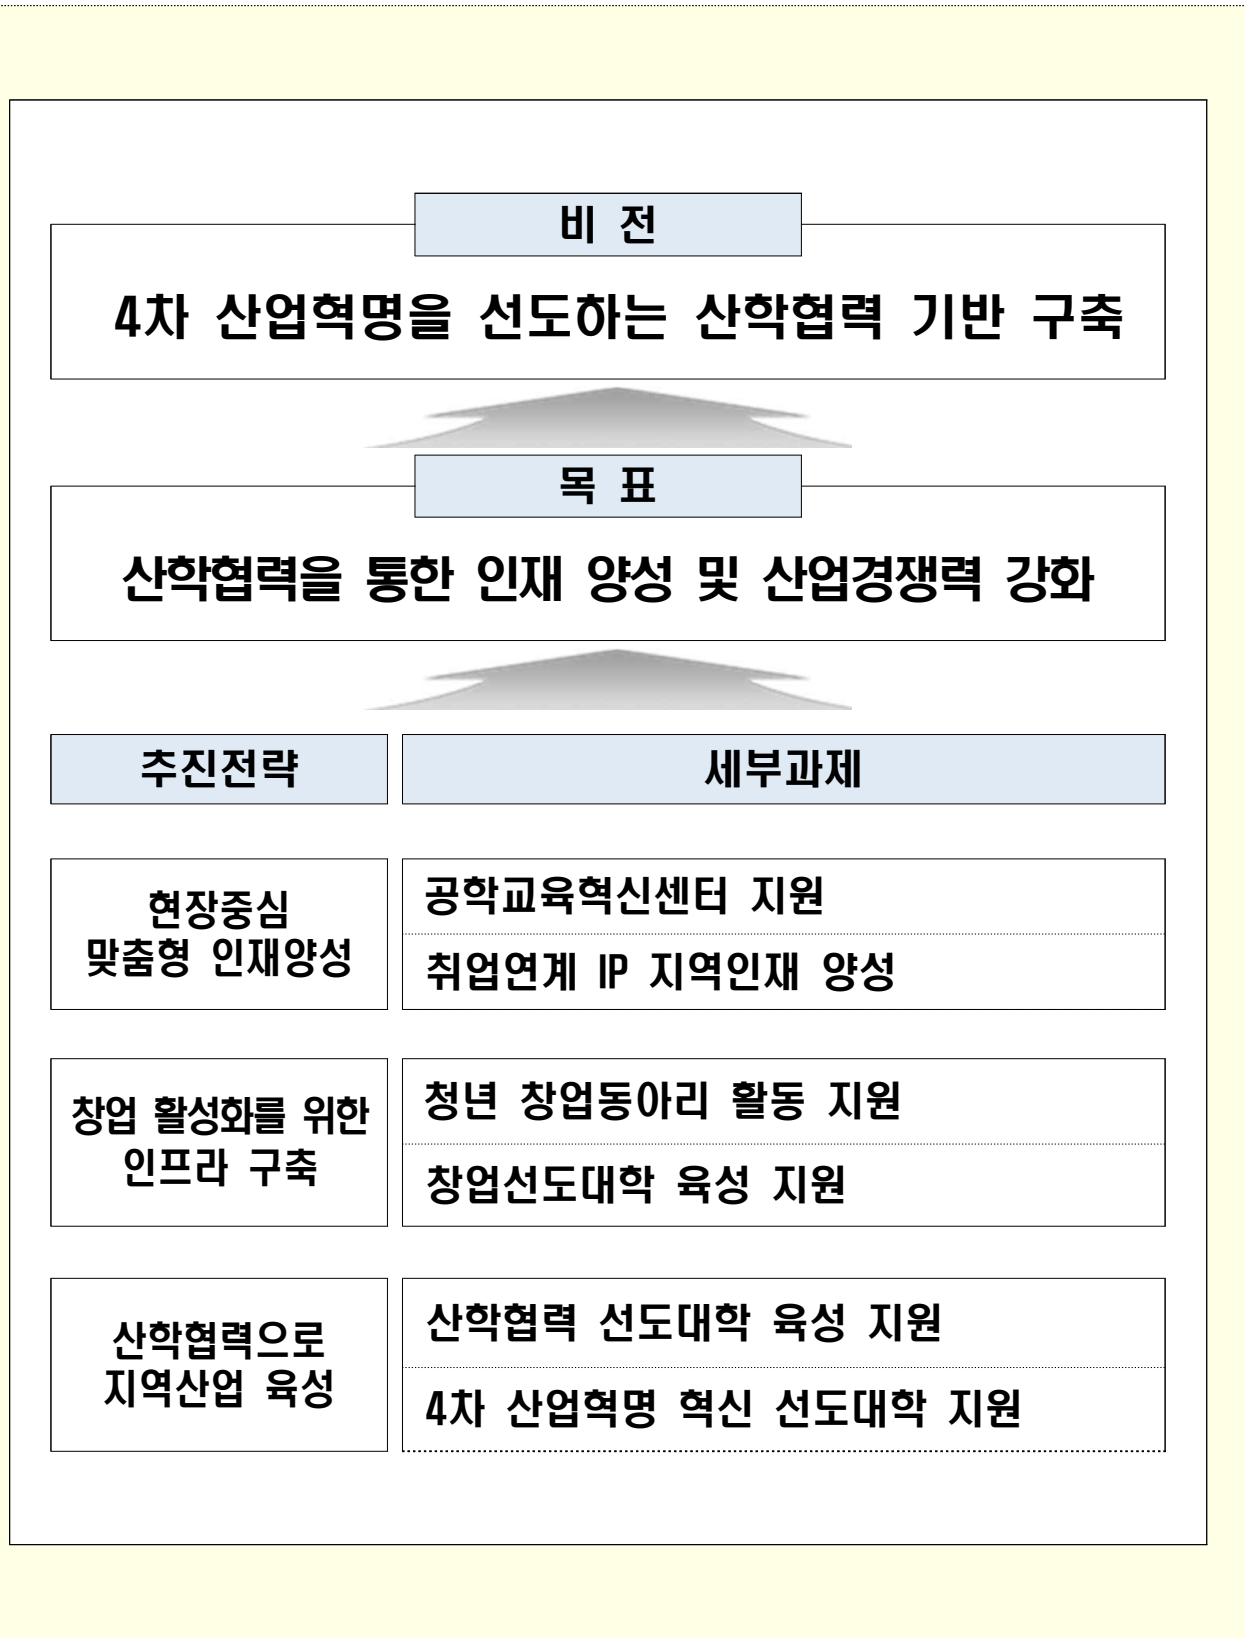 비 전
4차 산업혁명을 선도하는 산학협력 기반 구축
목 표
산학협력을 통한 인재 양성 및 산업경쟁력 강화
추진전략
세부과제
현장중심
맞춤형 인재양성
공학교육혁신센터 지원
취업연계 IP 지역인재 양성
창업 활성화를 위한
인프라 구축
청년 창업동아리 활동 지원
창업선도대학 육성 지원
산학협력으로
지역산업 육성
산학협력 선도대학 육성 지원
4차 산업혁명 혁신 선도대학 지원